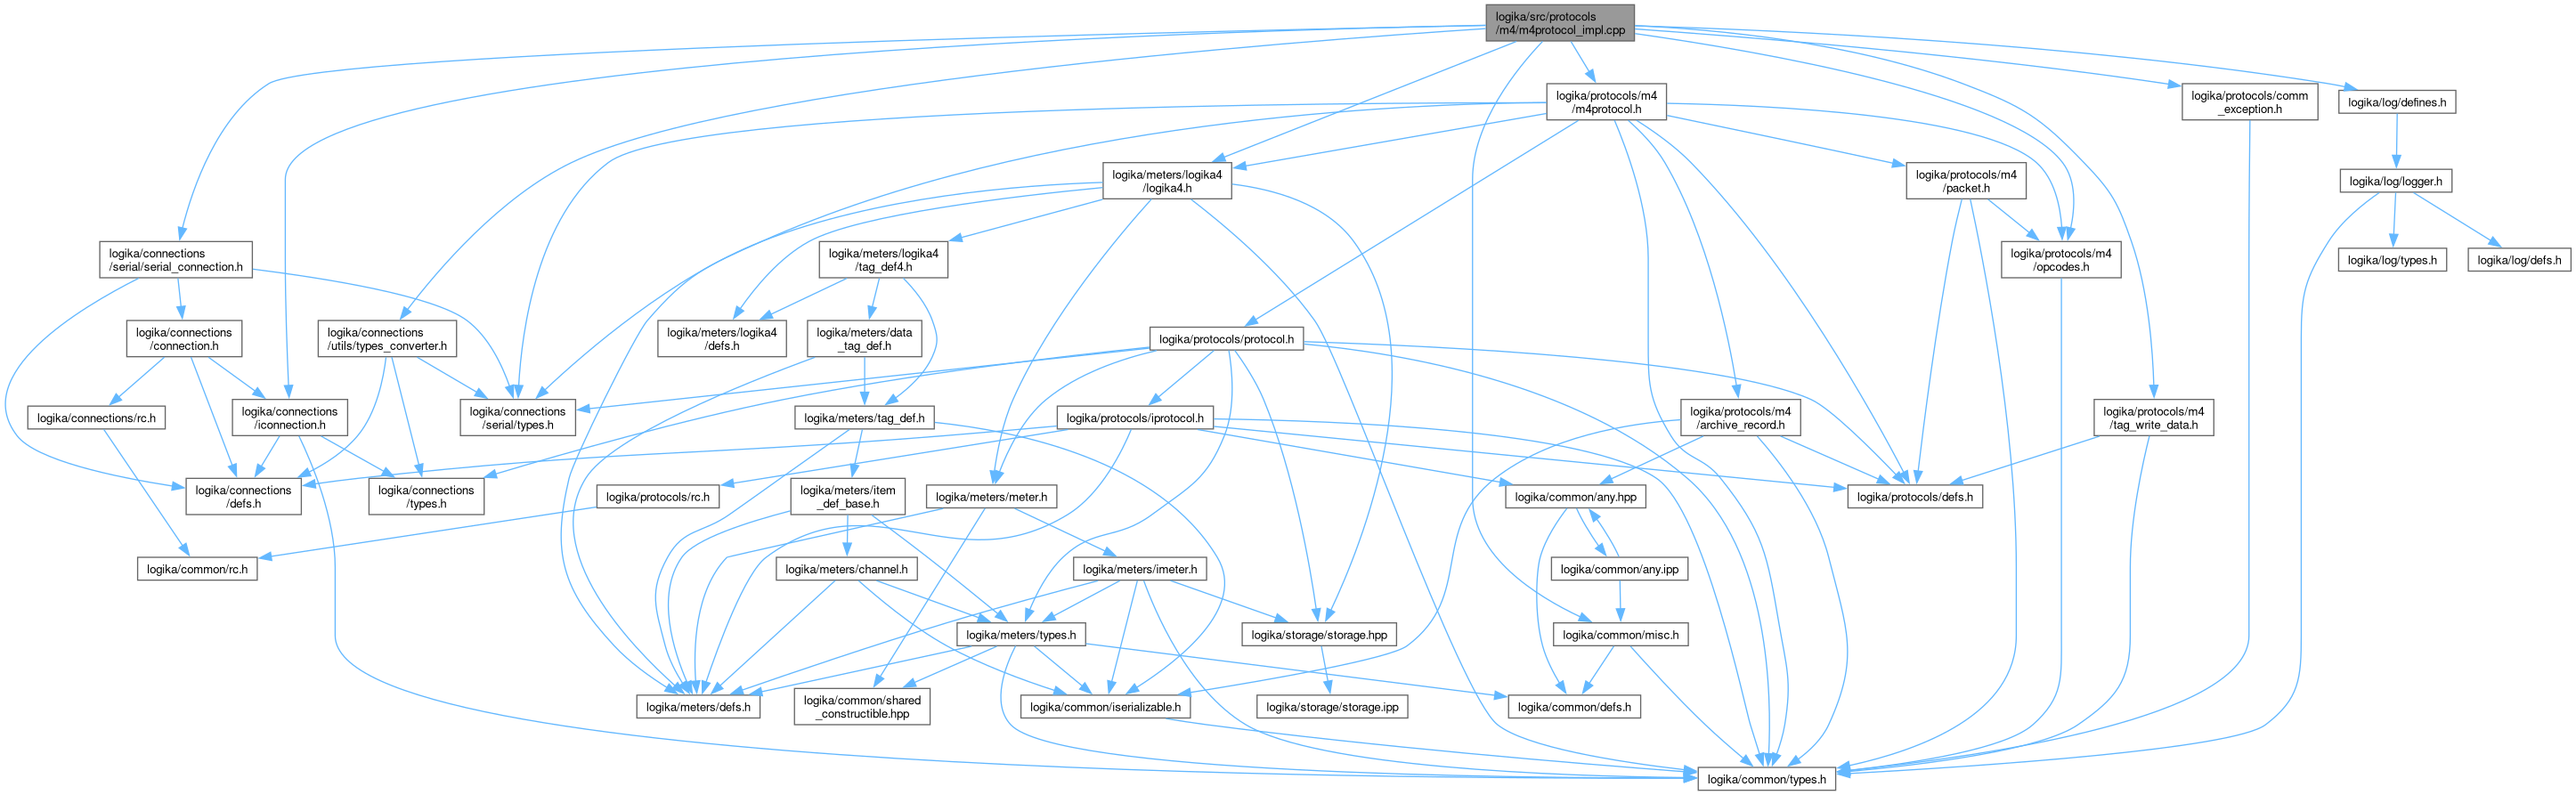 logika/src/protocols
/m4/m4protocol_impl.cpp
logika/protocols/m4
/m4protocol.h
logika/protocols/comm
_exception.h
logika/log/defines.h
logika/meters/logika4
/logika4.h
logika/protocols/m4
/packet.h
logika/log/logger.h
logika/connections
/serial/serial_connection.h
logika/meters/logika4
/tag_def4.h
logika/protocols/m4
/opcodes.h
logika/log/types.h
logika/log/defs.h
logika/connections
/connection.h
logika/connections
/utils/types_converter.h
logika/meters/logika4
/defs.h
logika/meters/data
_tag_def.h
logika/protocols/protocol.h
logika/connections/rc.h
logika/connections
/iconnection.h
logika/connections
/serial/types.h
logika/meters/tag_def.h
logika/protocols/iprotocol.h
logika/protocols/m4
/archive_record.h
logika/protocols/m4
/tag_write_data.h
logika/connections
/defs.h
logika/connections
/types.h
logika/protocols/rc.h
logika/meters/item
_def_base.h
logika/meters/meter.h
logika/common/any.hpp
logika/protocols/defs.h
logika/common/rc.h
logika/meters/channel.h
logika/meters/imeter.h
logika/common/any.ipp
logika/meters/types.h
logika/storage/storage.hpp
logika/common/misc.h
logika/meters/defs.h
logika/common/shared
_constructible.hpp
logika/common/iserializable.h
logika/storage/storage.ipp
logika/common/defs.h
logika/common/types.h